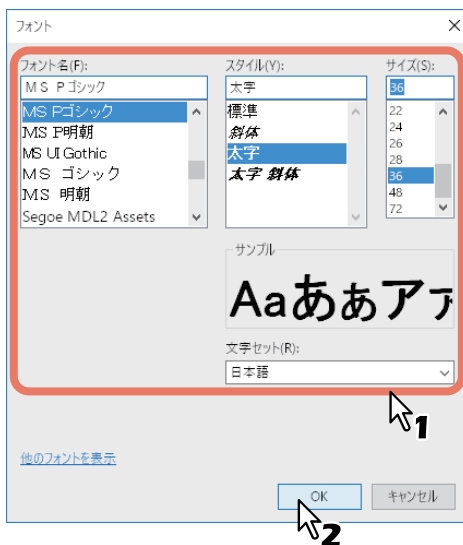 フォント
フォント名(F):
MS Pゴシック
MS Pゴシック
MS P明朝
MS UI Gothic
MS ゴシック
MS 明朝
Segoe MDL2 Assets
スタイル(Y):
太字
標準
斜体
太字
太字 斜体
サイズ(S):
36
22
24
26
28
36
48
72
サンプル
Aaあぁアァ
文字セット(R):
日本語
1
他のフォントを表示
OK
キャンセル
2